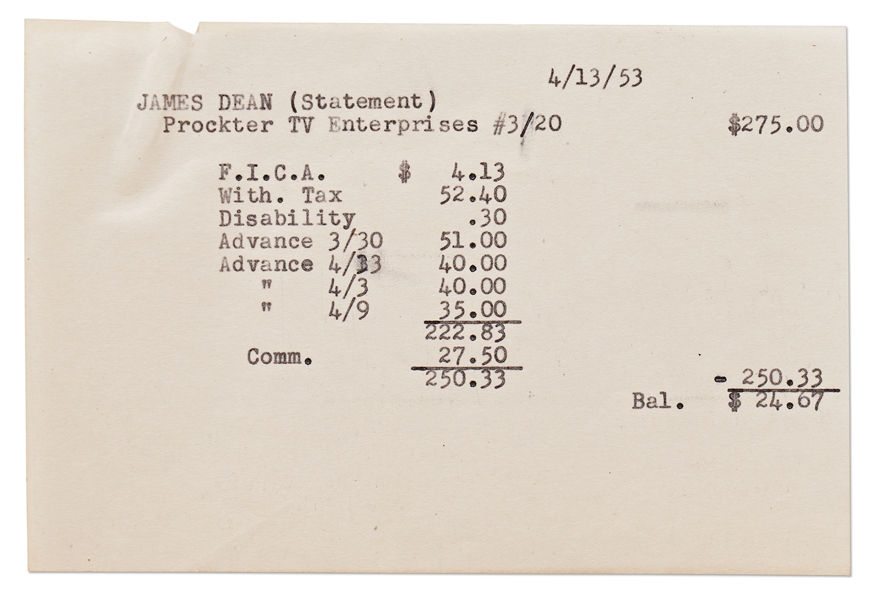 4/13/53
JAMES DEAN (Statement)
Prockter TV Enterprises #3/20 $275.00
F.I.C.A. $ 4.13
With. Tax 52.40
Disability .30
Advance 3/30 51.00
Advance 4/ 40.00
" 4/3 40.00
" 4/9 35.00
222.83
Comm. 27.50
250.33
- 250.33
Bal. $ 24.67